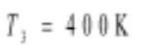 T₃ = 400K